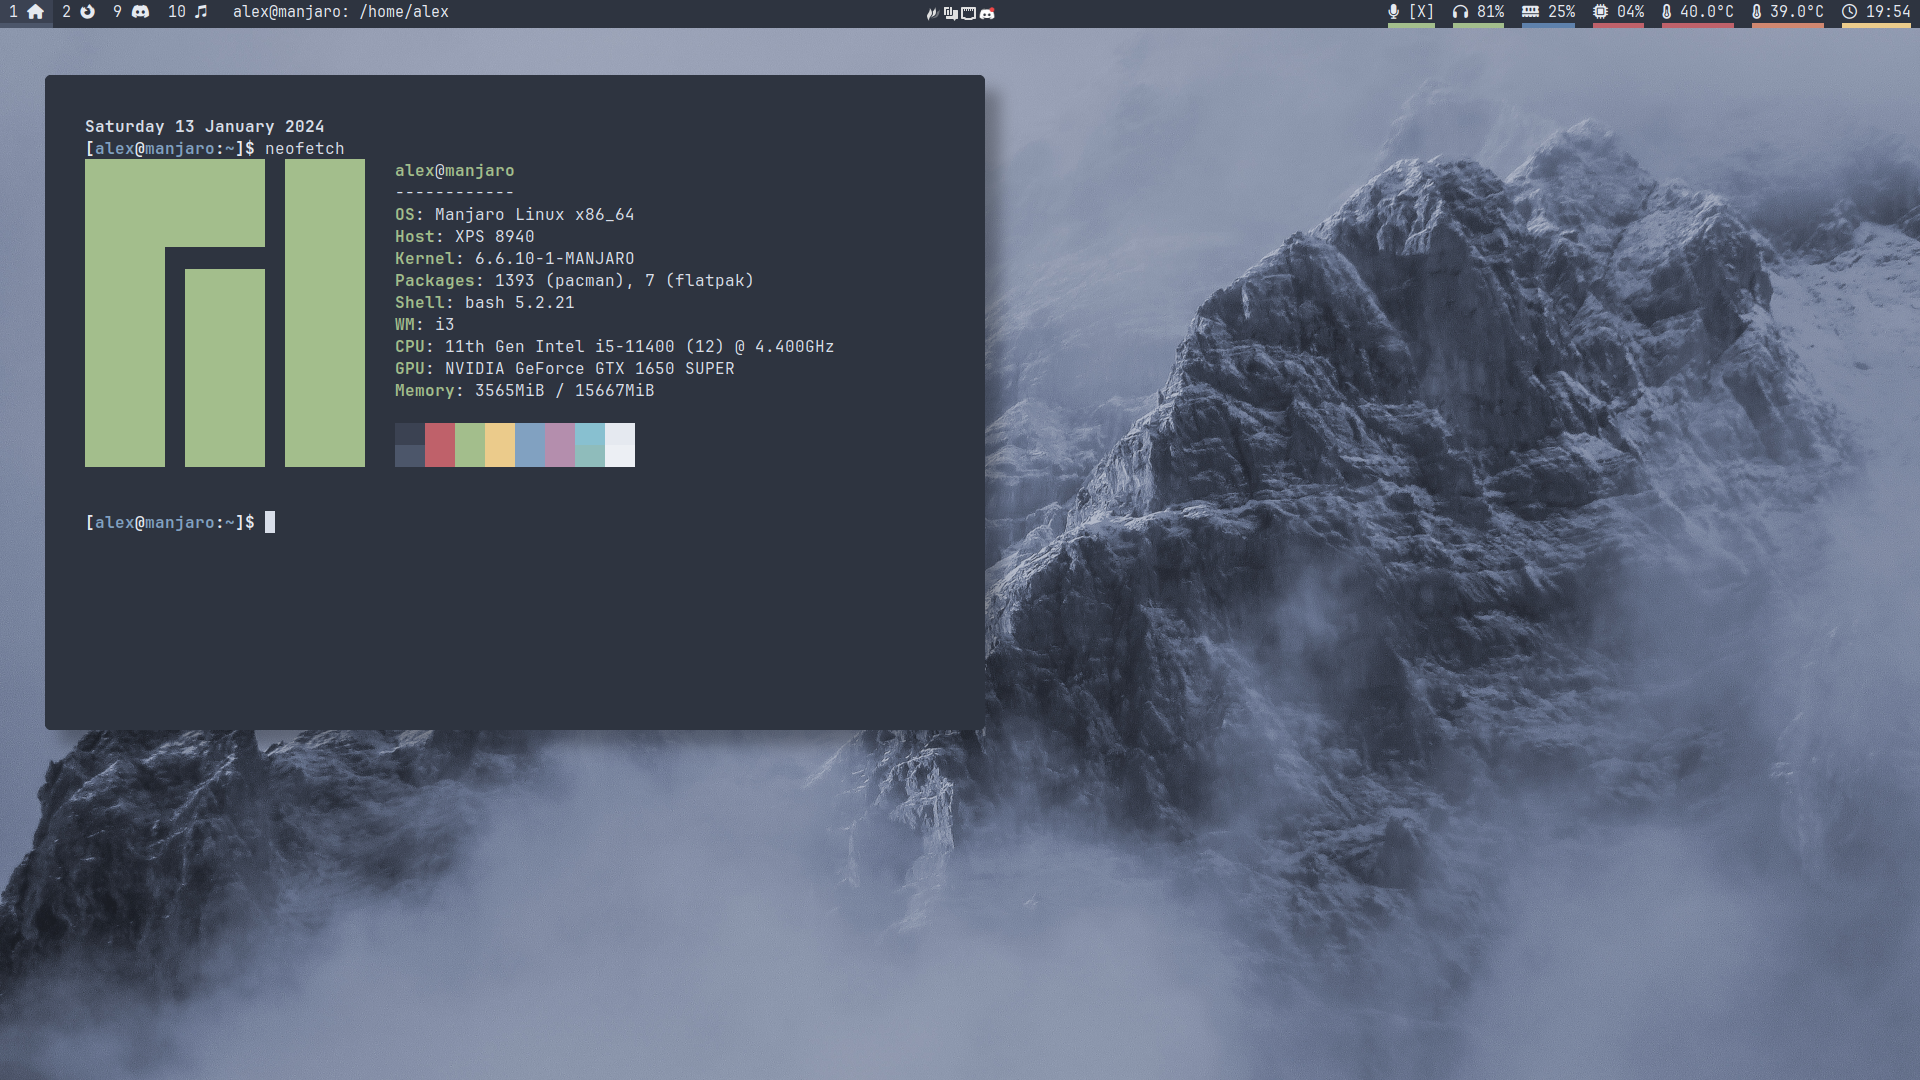 1 2 9 10 alex@manjaro: /home/alex [X] 81% 25% 04% 40.0°C 39.0°C 19:54
Saturday 13 January 2024
[alex@manjaro:~]$ neofetch
alex@manjaro
------------
OS: Manjaro Linux x86_64
Host: XPS 8940
Kernel: 6.6.10-1-MANJARO
Packages: 1393 (pacman), 7 (flatpak)
Shell: bash 5.2.21
WM: i3
CPU: 11th Gen Intel i5-11400 (12) @ 4.400GHz
GPU: NVIDIA GeForce GTX 1650 SUPER
Memory: 3565MiB / 15667MiB
[alex@manjaro:~]$